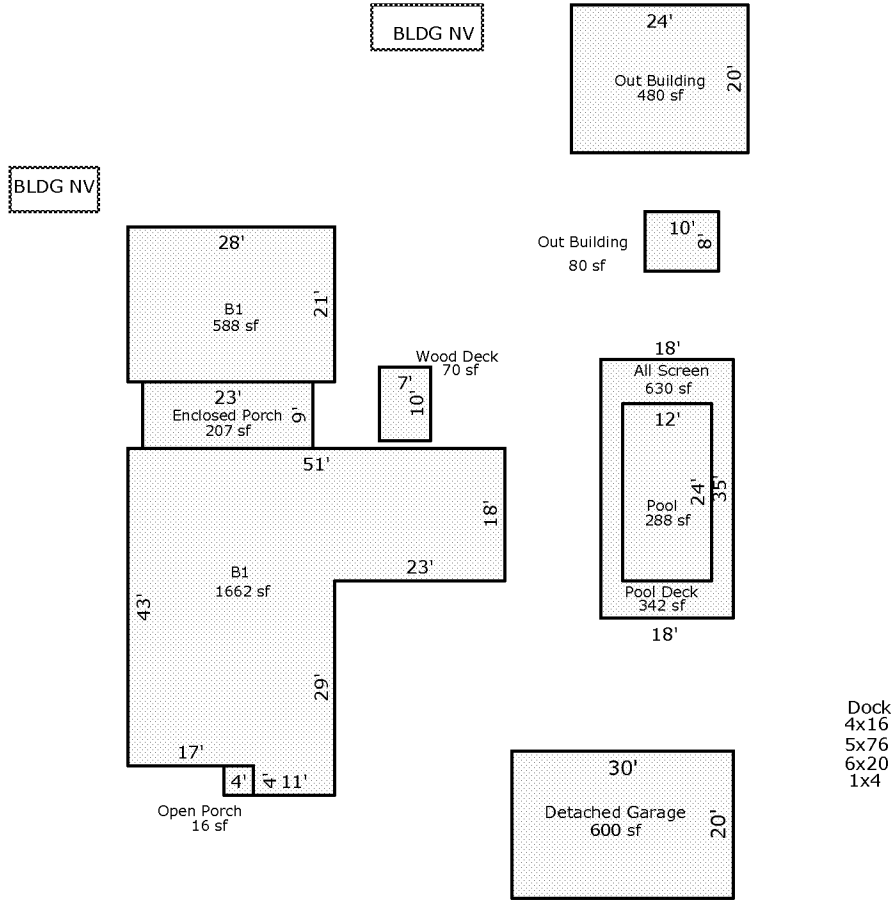 BLDG NV
24'
Out Building
480 sf
20'
BLDG NV
10'
8'
Out Building
80 sf
28'
21'
B1
588 sf
Wood Deck
70 sf
7'
10'
23'
Enclosed Porch
207 sf
9'
18'
All Screen
630 sf
12'
24'
35'
Pool
288 sf
Pool Deck
342 sf
18'
51'
18'
23'
B1
1662 sf
43'
29'
17'
4'
4'
11'
Open Porch
16 sf
30'
Detached Garage
600 sf
20'
Dock
4x16
5x76
6x20
1x4